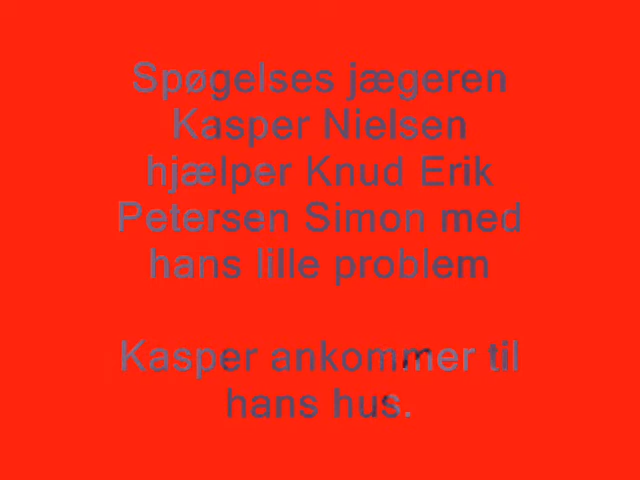 Spøgelses jægeren
Kasper Nielsen
hjælper Knud Erik
Petersen Simon med
hans lille problem
Kasper ankommer til
hans hus.